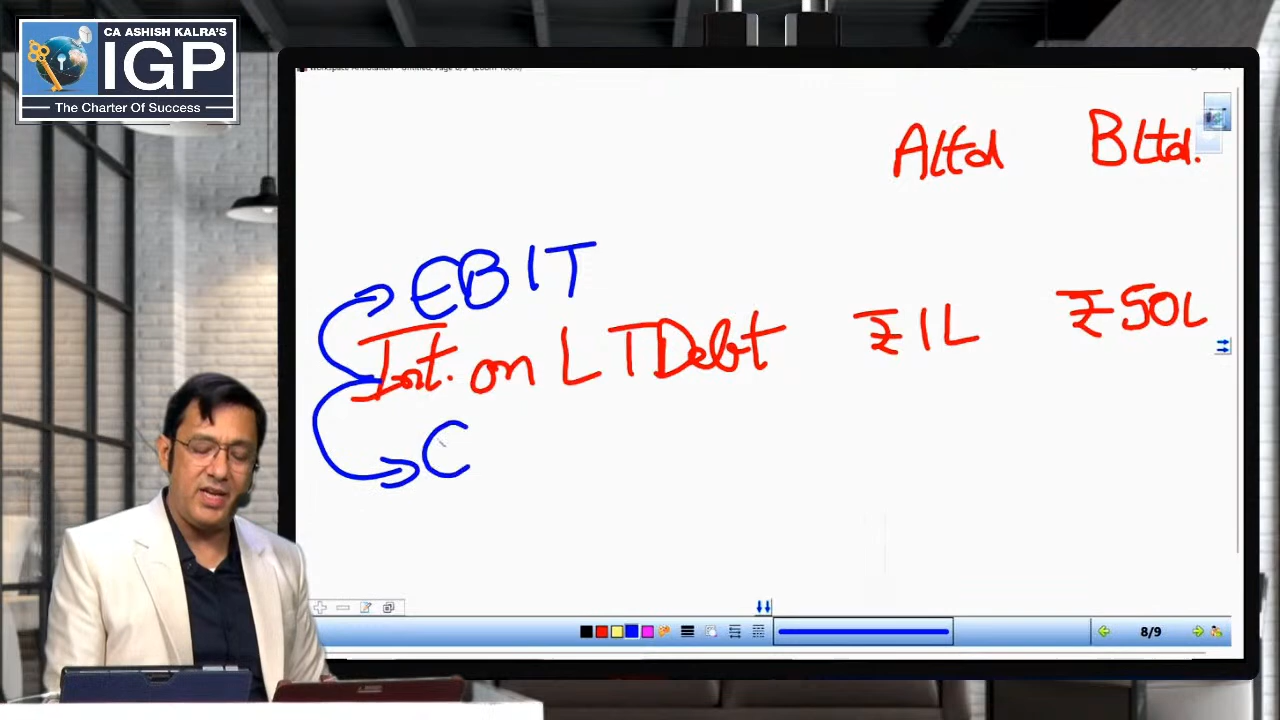 CA ASHISH KALRA'S
IGP
The Charter Of Success
A Ltd B Ltd.
EBIT
Int. on LT Debt ₹1L ₹50L
C
8/9